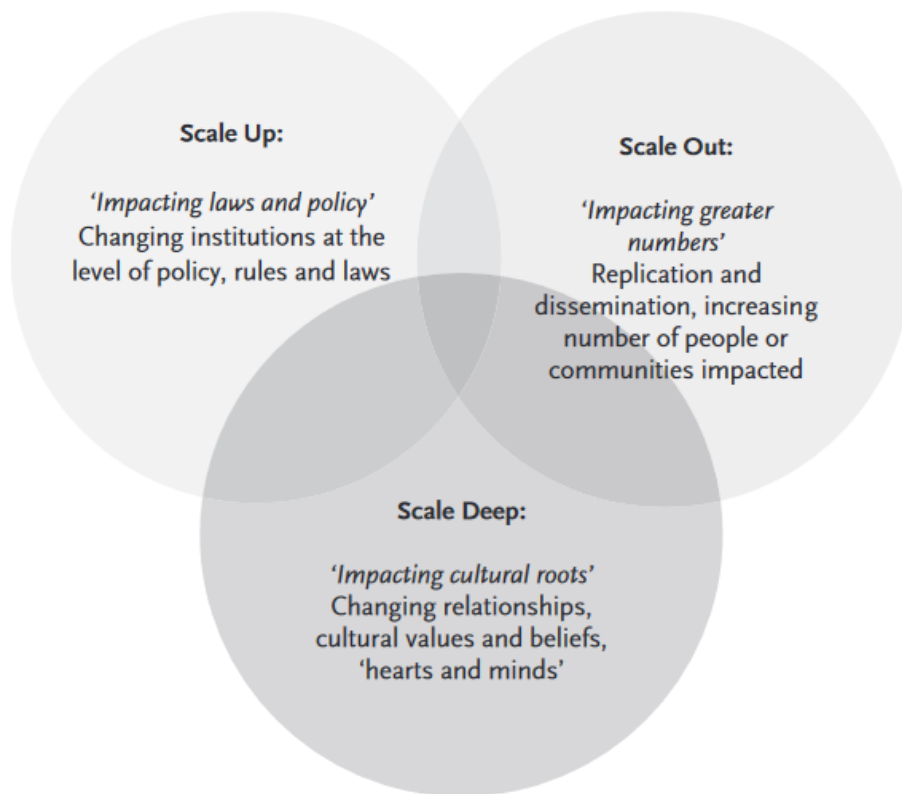 Scale Up:
‘Impacting laws and policy’
Changing institutions at the
level of policy, rules and laws
Scale Out:
‘Impacting greater
numbers’
Replication and
dissemination, increasing
number of people or
communities impacted
Scale Deep:
‘Impacting cultural roots’
Changing relationships,
cultural values and beliefs,
‘hearts and minds’